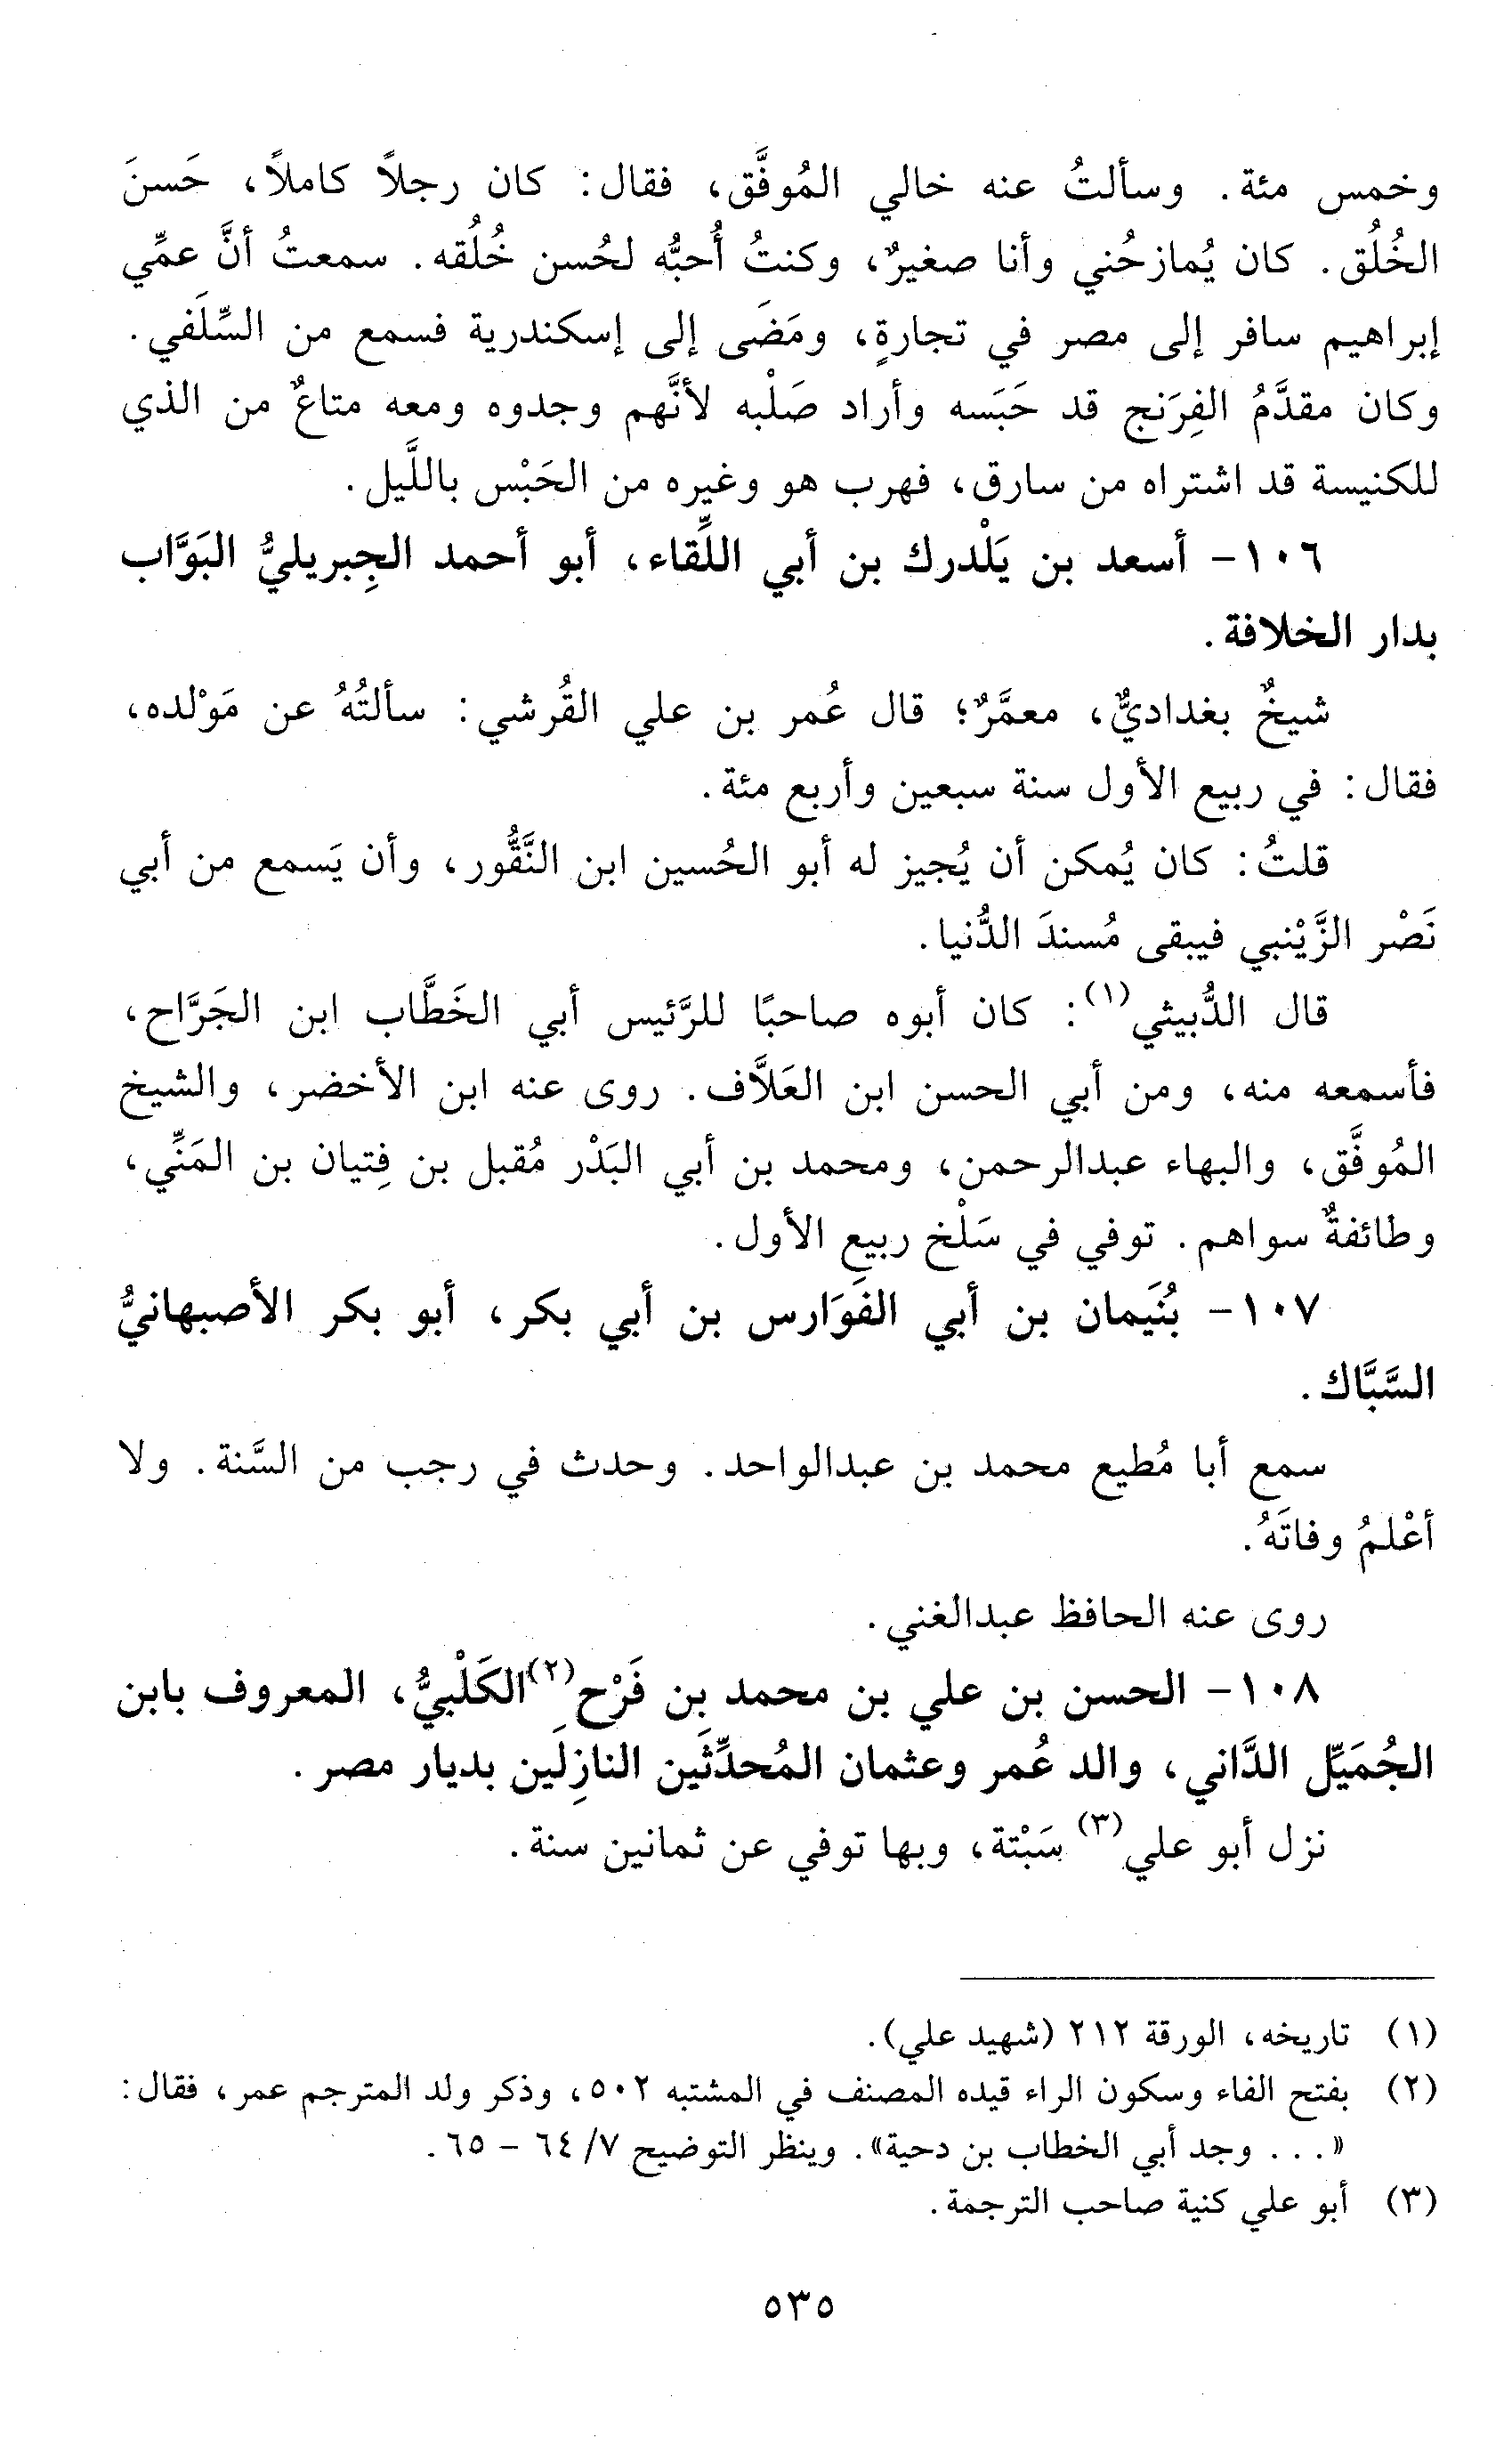 وخمس مئة. وسألتُ عنه خالي المُوفَّق، فقال: كان رجلاً كاملاً، حَسنَ
الخُلُق. كان يُمازحُني وأنا صغيرٌ، وكنتُ أُحبُّه لحُسن خُلُقه. سمعتُ أنَّ عمِّي
إبراهيم سافر إلى مصر في تجارةٍ، ومَضَى إلى إسكندرية فسمع من السِّلَفي.
وكان مقدَّمُ الفِرَنج قد حَبَسه وأراد صَلْبه لأنَّهم وجدوه ومعه متاعٌ من الذي
للكنيسة قد اشتراه من سارق، فهرب هو وغيره من الحَبْس باللَّيل.
١٠٦- أسعد بن يَلْدرك بن أبي اللِّقاء، أبو أحمد الجِبريليُّ البَوَّاب
بدار الخلافة.
شيخٌ بغداديٌّ، معمَّرٌ؛ قال عُمر بن علي القُرشي: سألتُهُ عن مَوْلده،
فقال: في ربيع الأول سنة سبعين وأربع مئة.
قلتُ: كان يُمكن أن يُجيز له أبو الحُسين ابن النَّقُّور، وأن يَسمع من أبي
نَصْر الزَّيْنبي فيبقى مُسندَ الدُّنيا.
قال الدُّبيثي(١): كان أبوه صاحبًا للرَّئيس أبي الخَطَّاب ابن الجَرَّاح،
فأسمعه منه، ومن أبي الحسن ابن العَلاَّف. روى عنه ابن الأخضر، والشيخ
المُوفَّق، والبهاء عبدالرحمن، ومحمد بن أبي البَدْر مُقبل بن فِتيان بن المَنِّي،
وطائفةٌ سواهم. توفي في سَلْخ ربيع الأول.
١٠٧- بُنَيمان بن أبي الفَوَارس بن أبي بكر، أبو بكر الأصبهانيُّ
السَّبَّاك.
سمع أبا مُطيع محمد بن عبدالواحد. وحدث في رجب من السَّنة. ولا
أعْلمُ وفاتَهُ.
روى عنه الحافظ عبدالغني.
١٠٨- الحسن بن علي بن محمد بن فَرْح(٢) الكَلْبيُّ، المعروف بابن
الجُمَيِّل الدَّاني، والد عُمر وعثمان المُحدِّثَين النازِلَين بديار مصر.
نزل أبو علي(٣) سَبْتة، وبها توفي عن ثمانين سنة.
(١) تاريخه، الورقة ٢١٢ (شهيد علي).
(٢) بفتح الفاء وسكون الراء قيده المصنف في المشتبه ٥٠٢، وذكر ولد المترجم عمر، فقال:
«... وجد أبي الخطاب بن دحية». وينظر التوضيح ٧/ ٦٤ - ٦٥.
(٣) أبو علي كنية صاحب الترجمة.
٥٣٥